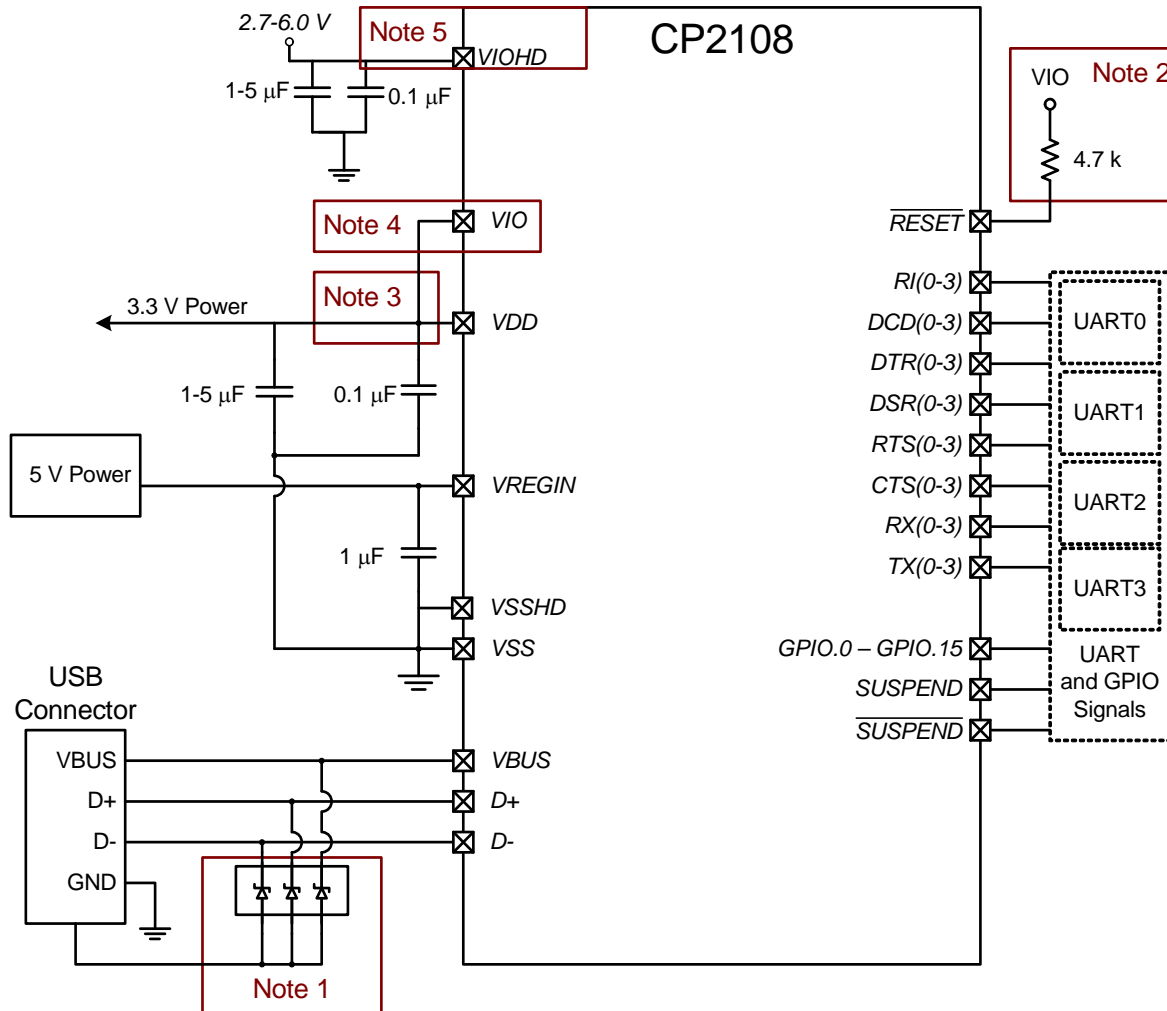 CP2108
2.7-6.0 V
Note 5
VIOHD
1-5 μF
0.1 μF
VIO
Note 2
4.7 k
Note 4
VIO
RESET
RI(0-3)
Note 3
3.3 V Power
VDD
DCD(0-3)
UART0
DTR(0-3)
1-5 μF
0.1 μF
DSR(0-3)
UART1
RTS(0-3)
5 V Power
VREGIN
CTS(0-3)
UART2
RX(0-3)
1 μF
TX(0-3)
UART3
VSSHD
VSS
GPIO.0 – GPIO.15
UART
and GPIO
Signals
SUSPEND
SUSPEND
USB
Connector
VBUS
VBUS
D+
D+
D-
D-
GND
Note 1